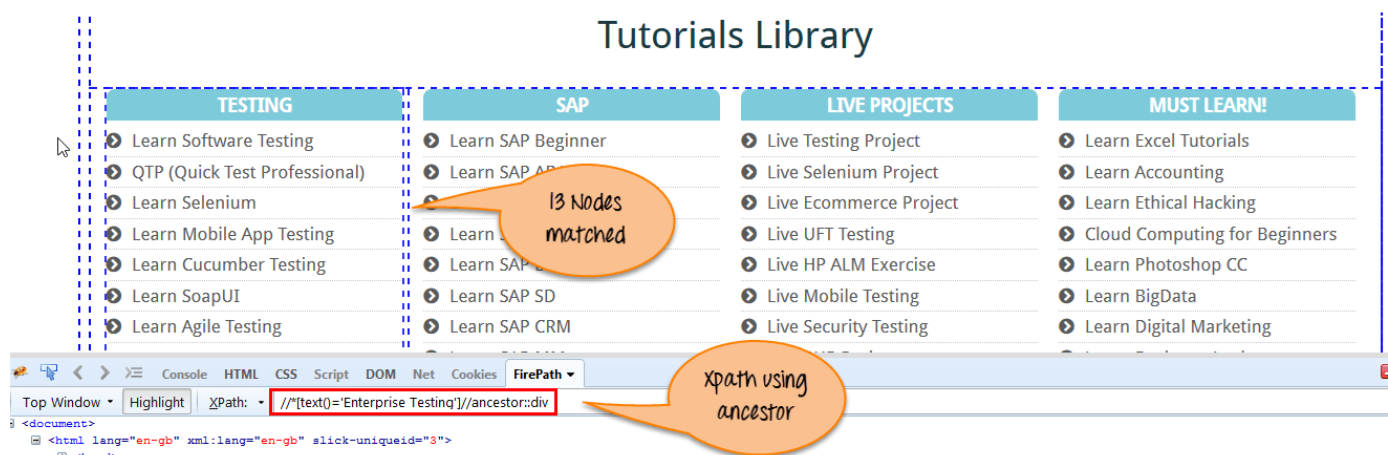 Tutorials Library
TESTING
Learn Software Testing
QTP (Quick Test Professional)
Learn Selenium
Learn Mobile App Testing
Learn Cucumber Testing
Learn SoapUI
Learn Agile Testing
SAP
Learn SAP Beginner
Learn SAP
Learn
Learn SAP
Learn SAP SD
Learn SAP CRM
LIVE PROJECTS
Live Testing Project
Live Selenium Project
Live Ecommerce Project
Live UFT Testing
Live HP ALM Exercise
Live Mobile Testing
Live Security Testing
MUST LEARN!
Learn Excel Tutorials
Learn Accounting
Learn Ethical Hacking
Cloud Computing for Beginners
Learn Photoshop CC
Learn BigData
Learn Digital Marketing
13 Nodes
matched
Console HTML CSS Script DOM Net Cookies FirePath
Top Window Highlight XPath: //*[text()='Enterprise Testing']//ancestor::div
Xpath using
ancestor
<document>
<html lang="en-gb" xml:lang="en-gb" slick-uniqueid="3">